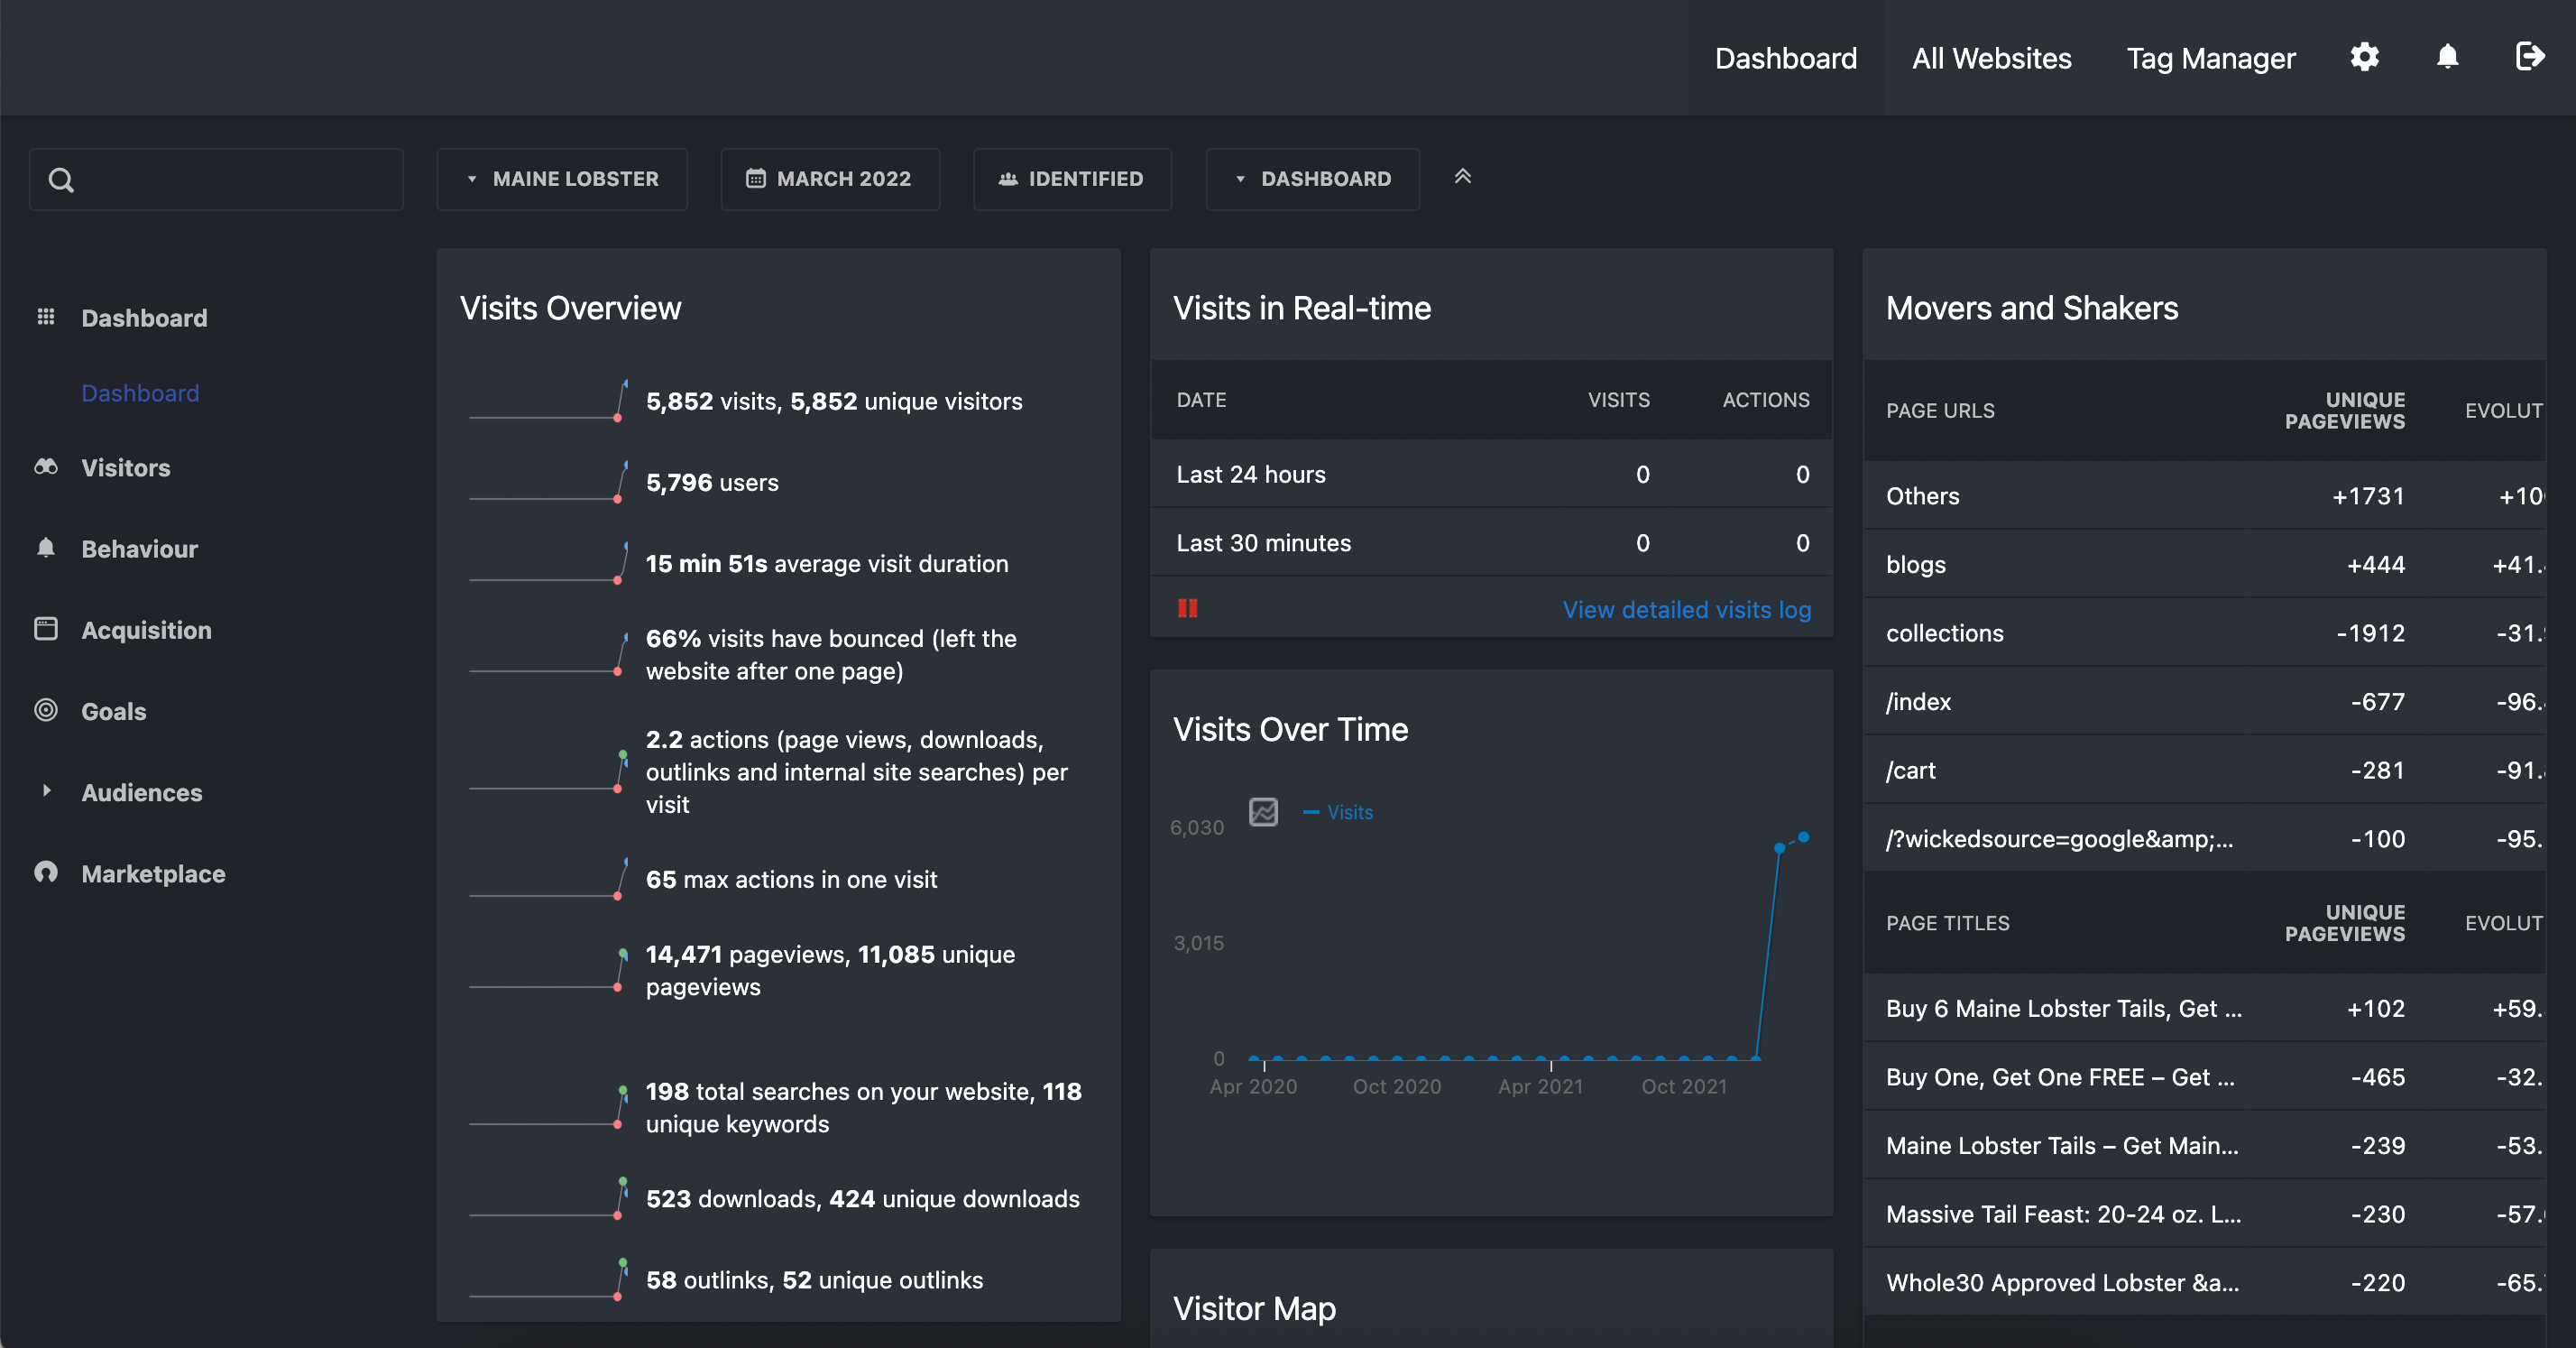 Dashboard
All Websites
Tag Manager
MAINE LOBSTER
MARCH 2022
IDENTIFIED
DASHBOARD
Dashboard
Dashboard
Visitors
Behaviour
Acquisition
Goals
Audiences
Marketplace
Visits Overview
5,852 visits, 5,852 unique visitors
5,796 users
15 min 51s average visit duration
66% visits have bounced (left the
website after one page)
2.2 actions (page views, downloads,
outlinks and internal site searches) per
visit
65 max actions in one visit
14,471 pageviews, 11,085 unique
pageviews
198 total searches on your website, 118
unique keywords
523 downloads, 424 unique downloads
58 outlinks, 52 unique outlinks
Visits in Real-time
DATE VISITS ACTIONS
Last 24 hours 0 0
Last 30 minutes 0 0
View detailed visits log
Visits Over Time
Visits
6,030
3,015
0
Apr 2020 Oct 2020 Apr 2021 Oct 2021
Visitor Map
Movers and Shakers
PAGE URLS UNIQUE PAGEVIEWS EVOLUT
Others +1731 +10
blogs +444 +41.
collections -1912 -31.
/index -677 -96.
/cart -281 -91.
/?wickedsource=google&amp;... -100 -95.
PAGE TITLES UNIQUE PAGEVIEWS EVOLUT
Buy 6 Maine Lobster Tails, Get ... +102 +59.
Buy One, Get One FREE – Get ... -465 -32.
Maine Lobster Tails – Get Main... -239 -53.
Massive Tail Feast: 20-24 oz. L... -230 -57.
Whole30 Approved Lobster &a... -220 -65.